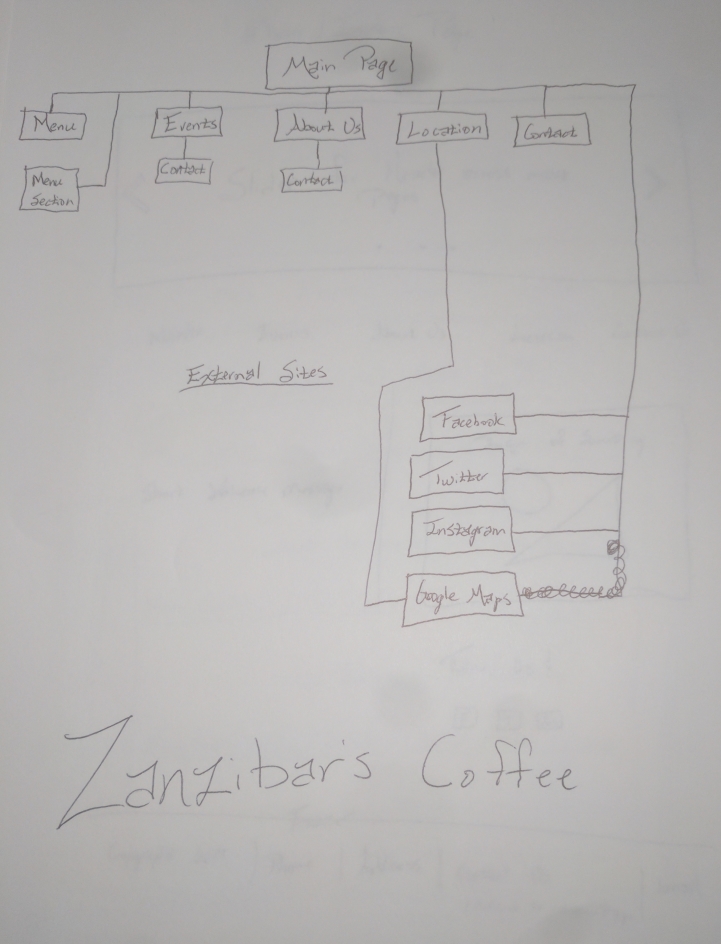 Main Page
Menu
Events
About Us
Location
Contact
Menu
Section
Contact
Contact
External Sites
Facebook
Twitter
Instagram
Google Maps
Zanzibar's Coffee